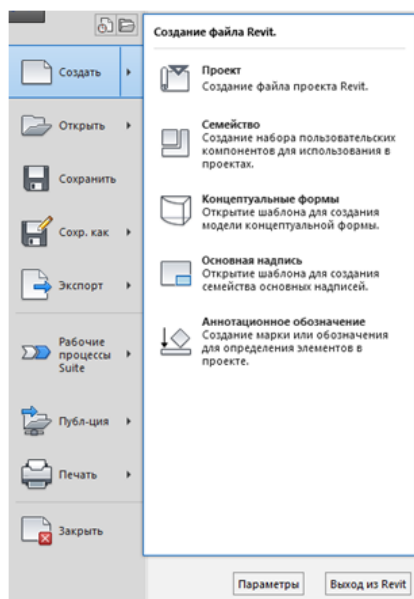 Создать
Открыть
Сохранить
Сохр. как
Экспорт
Рабочие
процессы
Suite
Публ-ция
Печать
Закрыть
Создание файла Revit.
Проект
Создание файла проекта Revit.
Семейство
Создание набора пользовательских
компонентов для использования в
проектах.
Концептуальные формы
Открытие шаблона для создания
модели концептуальной формы.
Основная надпись
Открытие шаблона для создания
семейства основных надписей.
Аннотационное обозначение
Создание марки или обозначения
для определения элементов в
проекте.
Параметры
Выход из Revit